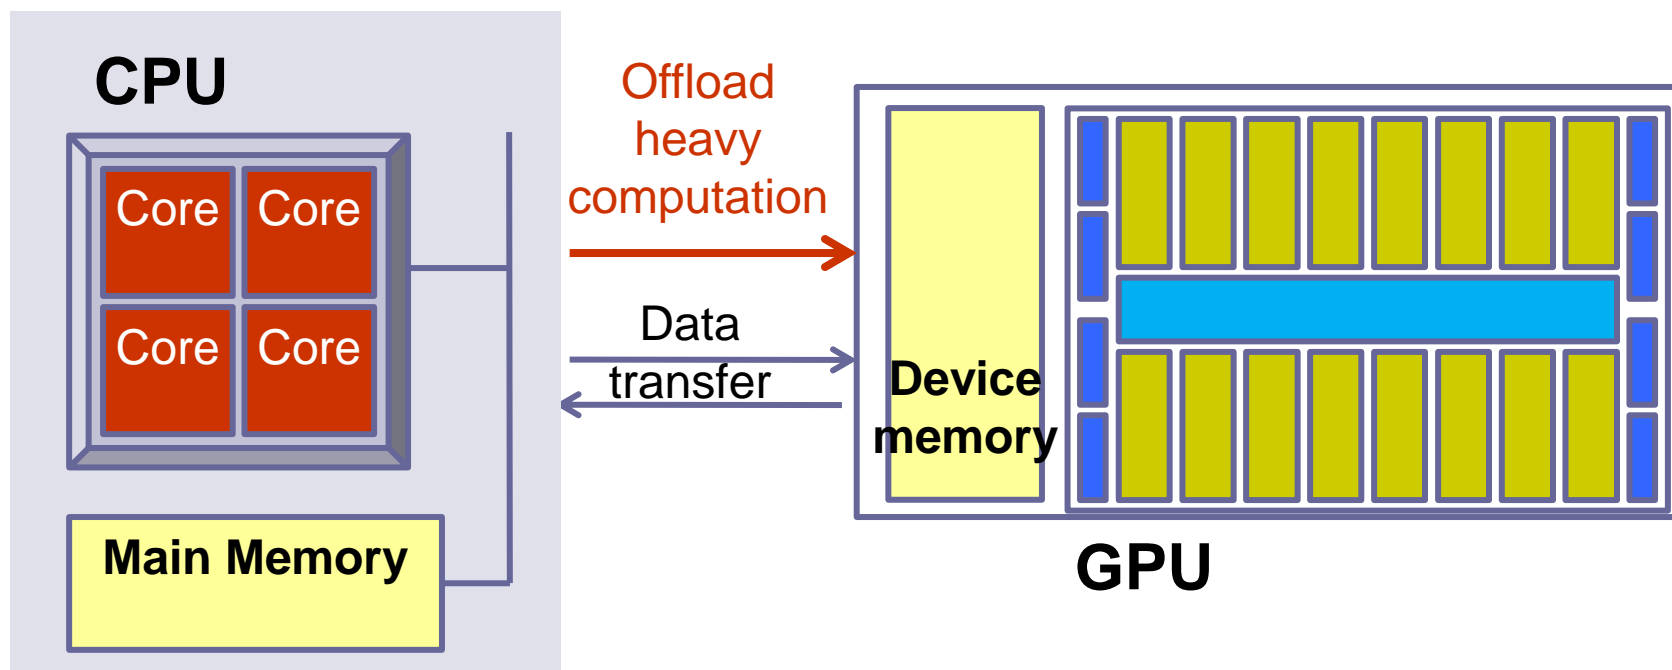 CPU
Core Core
Core Core
Main Memory
Offload
heavy
computation
Data
transfer
Device
memory
GPU